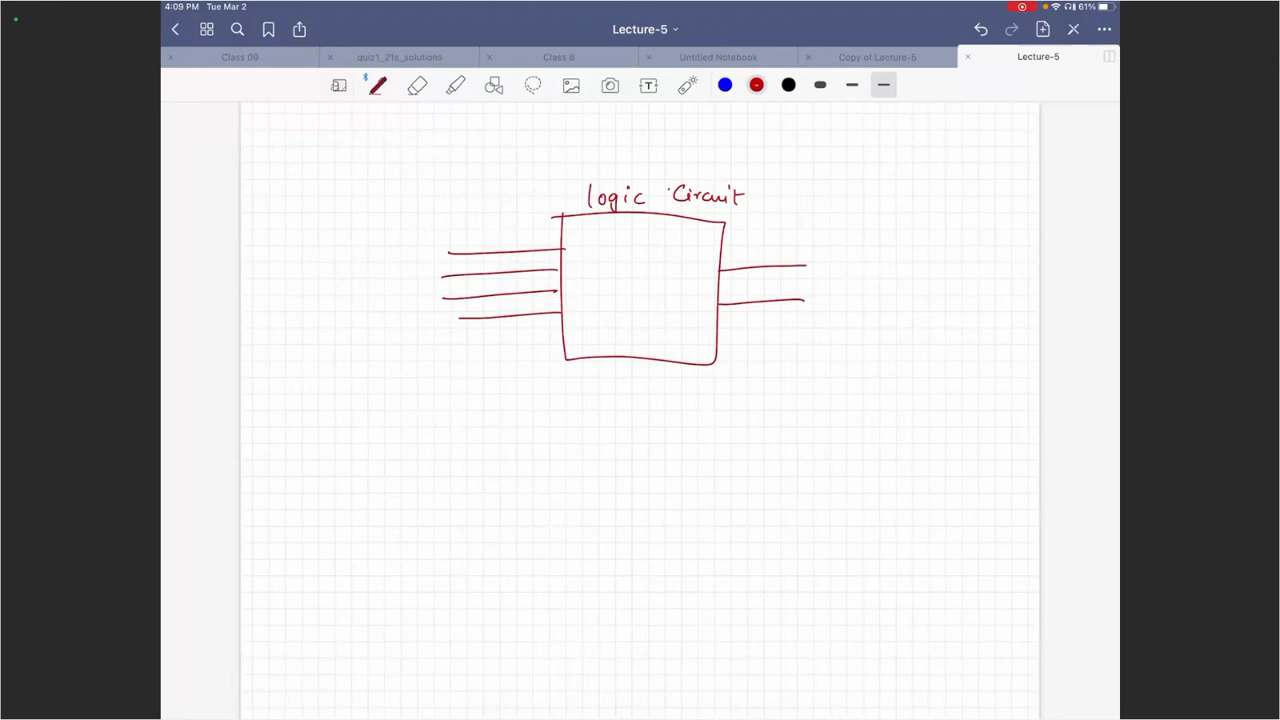 4:09 PM Tue Mar 2
61%
Lecture-5
Class 09
quiz1_21s_solutions
Class 8
Untitled Notebook
Copy of Lecture-5
Lecture-5
T
logic Circuit